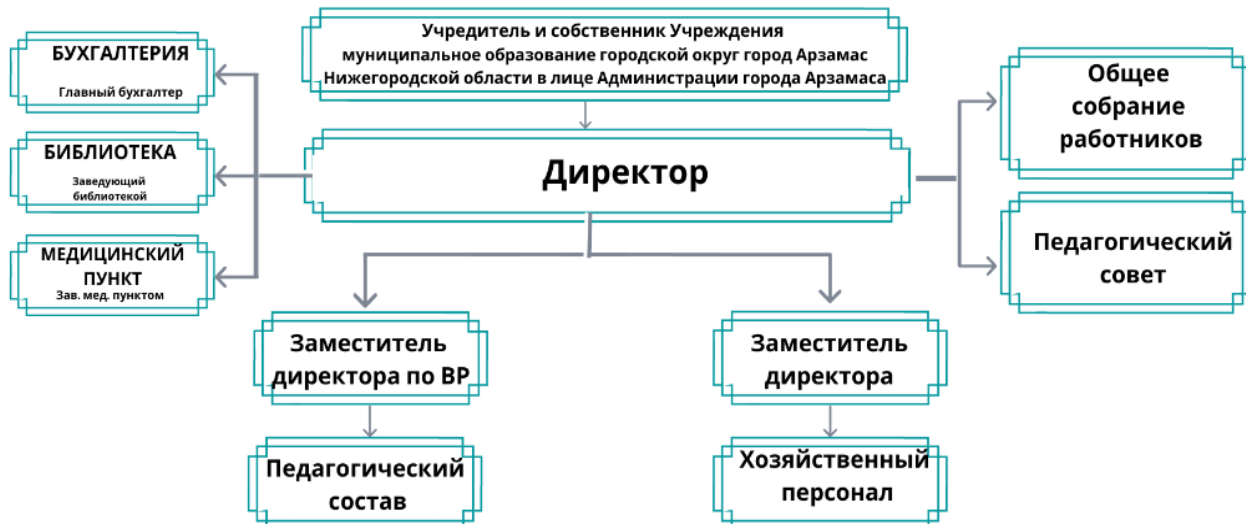 Учредитель и собственник Учреждения
муниципальное образование городской округ город Арзамас
Нижегородской области в лице Администрации города Арзамаса
БУХГАЛТЕРИЯ
Главный бухгалтер
БИБЛИОТЕКА
Заведующий
библиотекой
МЕДИЦИНСКИЙ
ПУНКТ
Зав. мед. пунктом
Директор
Общее
собрание
работников
Педагогический
совет
Заместитель
директора по ВР
Педагогический
состав
Заместитель
директора
Хозяйственный
персонал